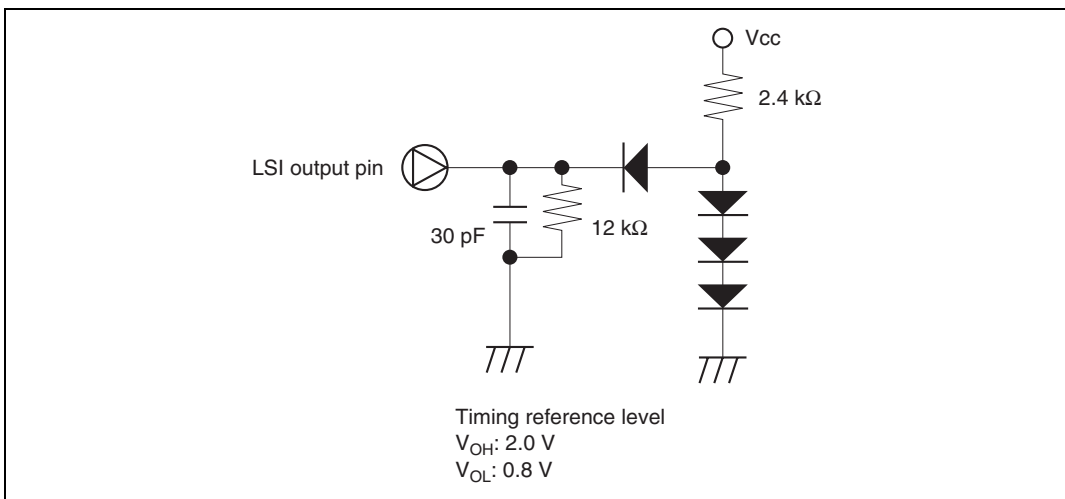 Vcc
2.4 kΩ
LSI output pin
30 pF
12 kΩ
Timing reference level
V_OH: 2.0 V
V_OL: 0.8 V